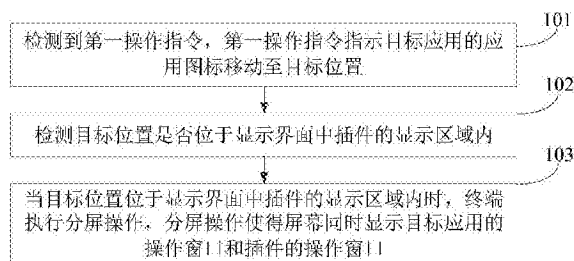 101
检测到第一操作指令，第一操作指令指示目标应用的应
用图标移动至目标位置
102
检测目标位置是否位于显示界面中插件的显示区域内
103
当目标位置位于显示界面中插件的显示区域内时，终端
执行分屏操作，分屏操作使得屏幕同时显示目标应用的
操作窗口和插件的操作窗口